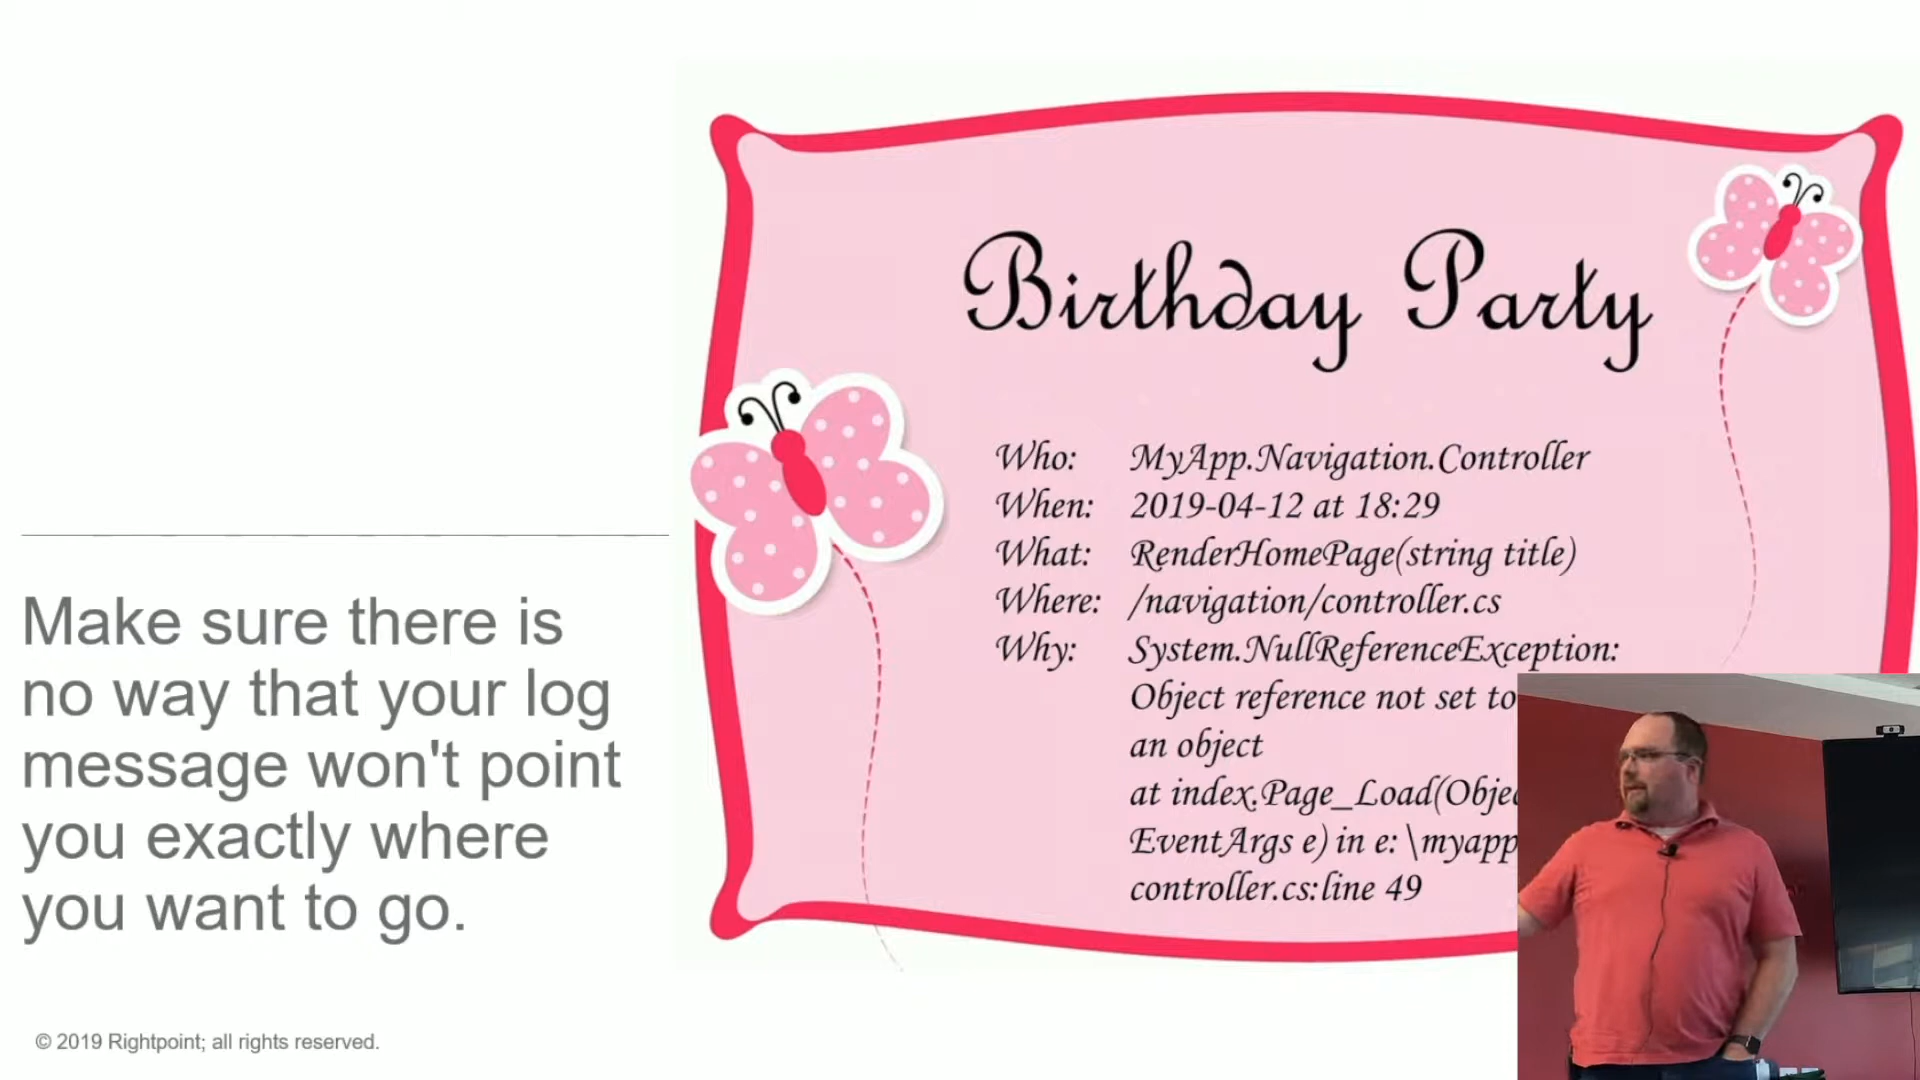 Birthday Party
Who: MyApp.Navigation.Controller
When: 2019-04-12 at 18:29
What: RenderHomePage(string title)
Where: /navigation/controller.cs
Why: System.NullReferenceException:
Object reference not set to
an object
at index.Page_Load(Objec
EventArgs e) in e:\myapp
controller.cs:line 49
Make sure there is
no way that your log
message won't point
you exactly where
you want to go.
© 2019 Rightpoint; all rights reserved.